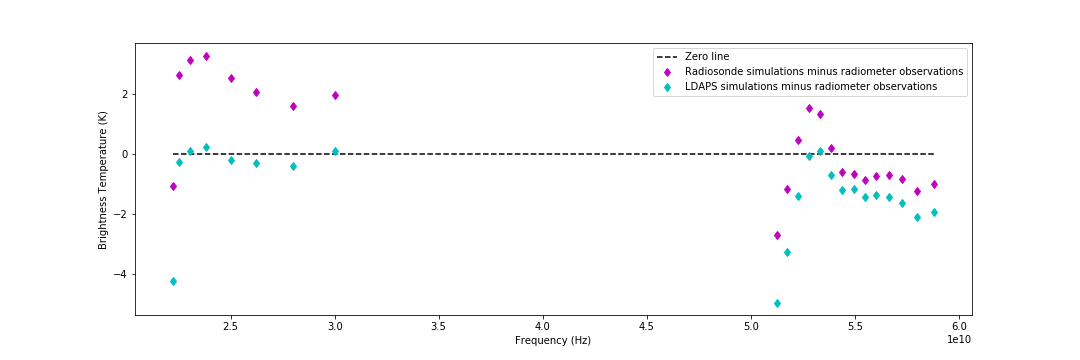 Zero line
Radiosonde simulations minus radiometer observations
LDAPS simulations minus radiometer observations
Brightness Temperature (K)
2
0
−2
−4
2.5 3.0 3.5 4.0 4.5 5.0 5.5 6.0
1e10
Frequency (Hz)